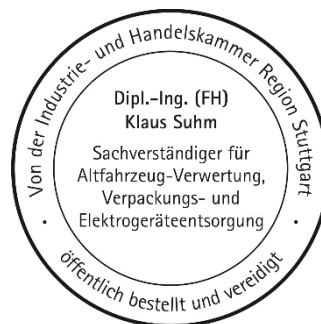 Von der Industrie- und Handelskammer Region Stuttgart
Dipl.-Ing. (FH)
Klaus Suhm
Sachverständiger für
Altfahrzeug-Verwertung,
Verpackungs- und
Elektrogeräteentsorgung
· öffentlich bestellt und vereidigt ·